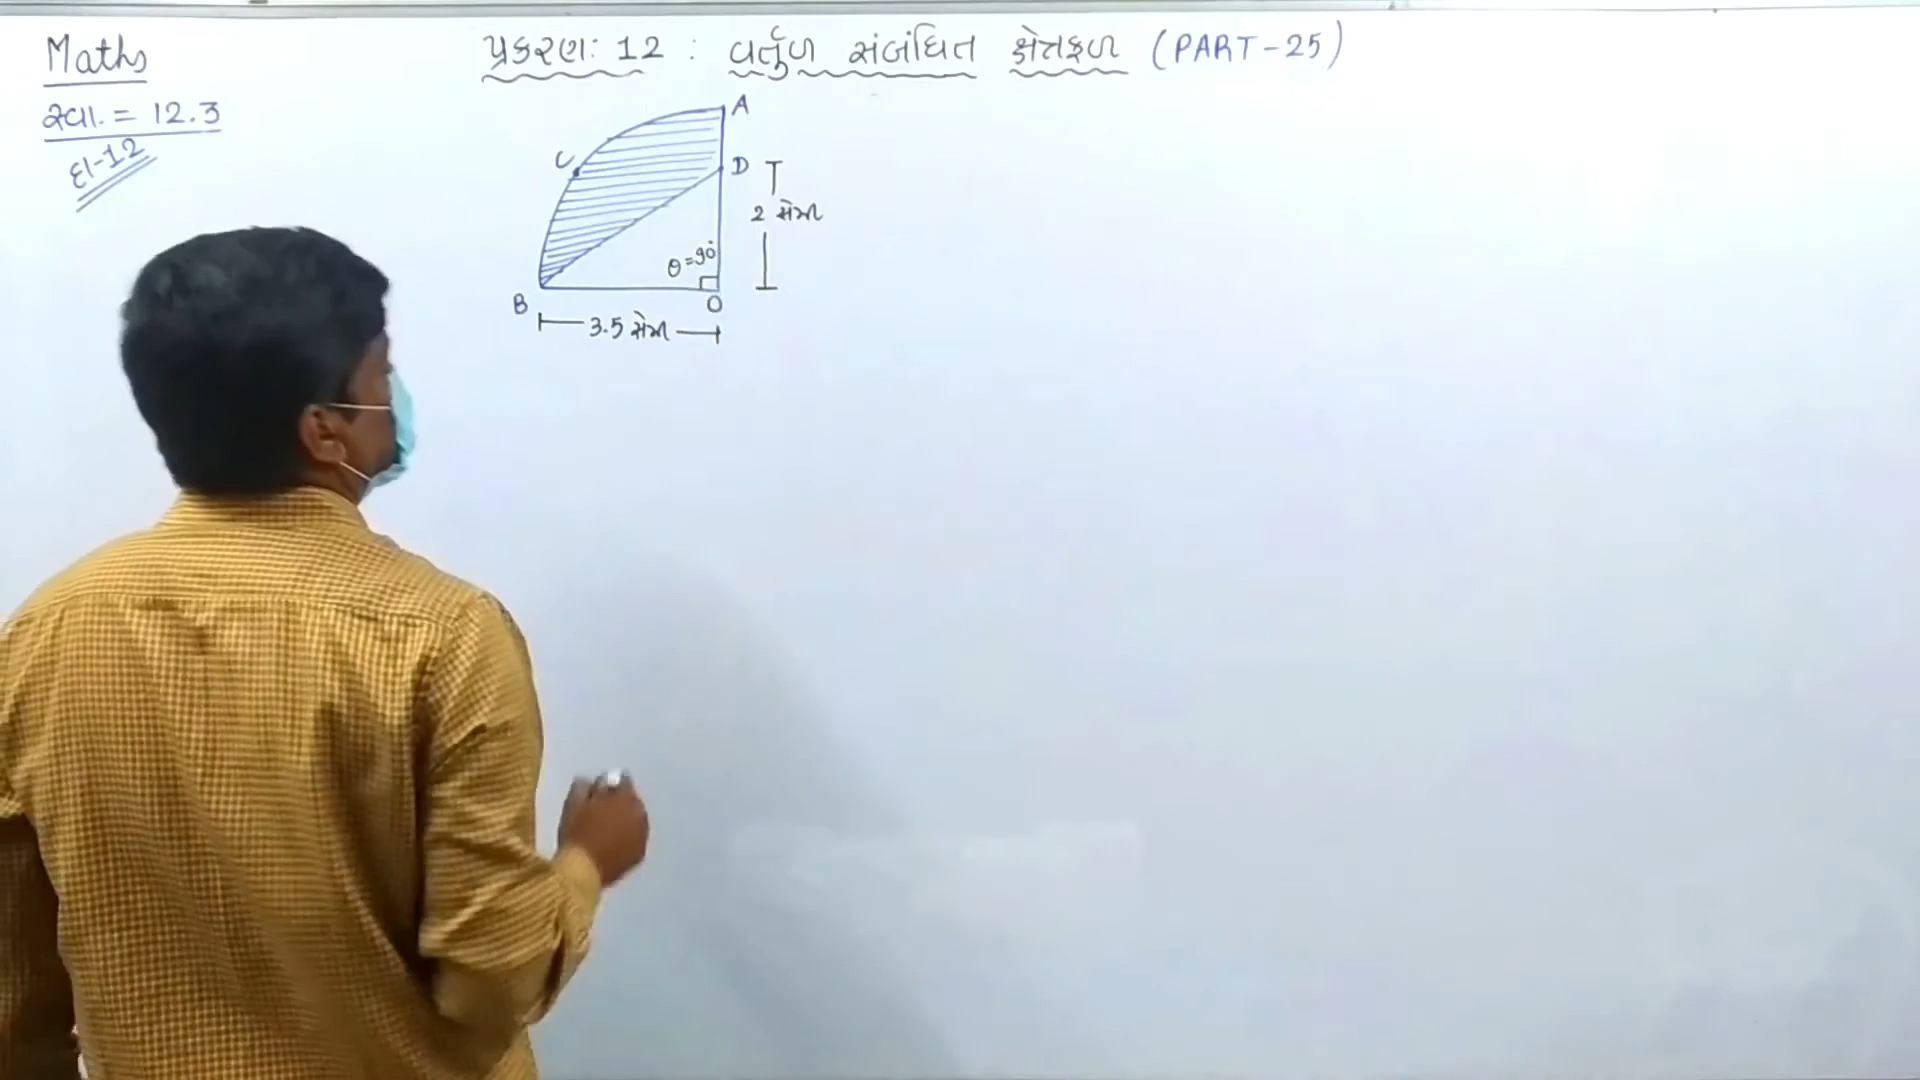 Maths
પ્રકરણ: 12 : વર્તુળ સંબંધિત ક્ષેત્રફળ (PART-25)
સ્વા. = 12.3
દા-12
A
C
D
2 સેમી
θ=90°
B
O
3.5 સેમી